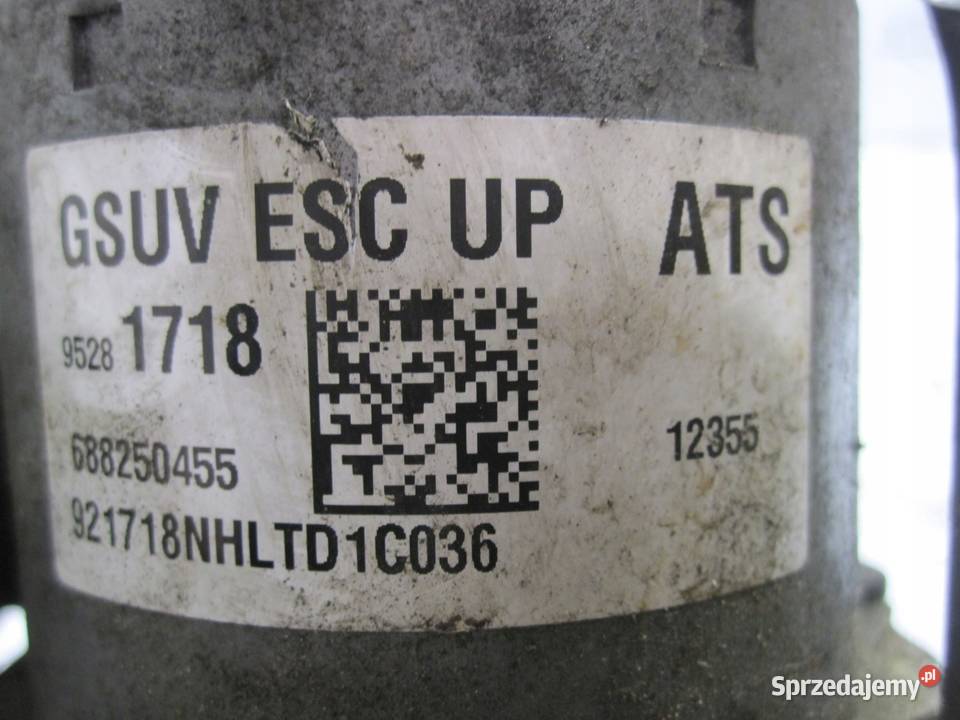 GSUV ESC UP ATS
9528 1718
688250455 12355
921718NHLTD1C036
Sprzedajemy.pl